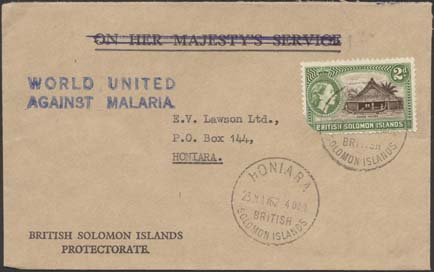 ON HER MAJESTY'S SERVICE
WORLD UNITED
AGAINST MALARIA.
2d
BRITISH SOLOMON ISLANDS
E.V. Lawson Ltd.,
P.O. Box 144,
HONIARA.
BRITISH
SOLOMON ISLANDS
HONIARA
BRITISH
SOLOMON ISLANDS
BRITISH SOLOMON ISLANDS
PROTECTORATE.